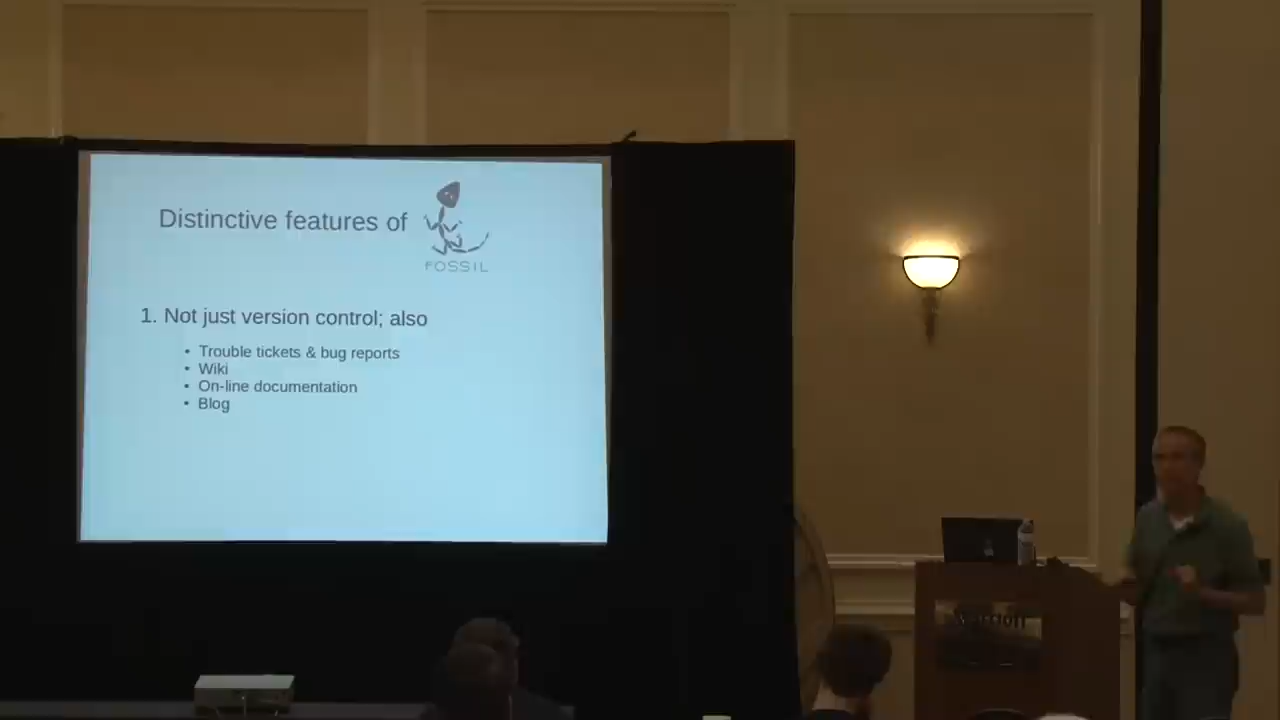 Distinctive features of
FOSSIL
1. Not just version control; also
• Trouble tickets & bug reports
• Wiki
• On-line documentation
• Blog